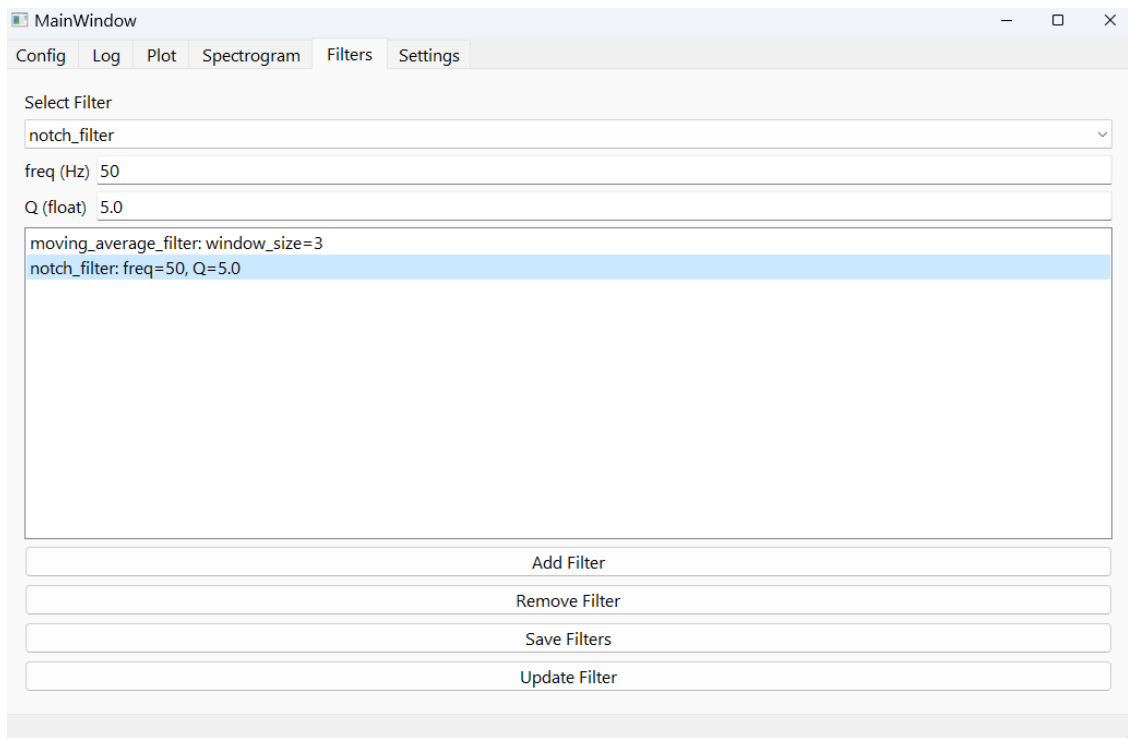 MainWindow
Config Log Plot Spectrogram Filters Settings
Select Filter
notch_filter
freq (Hz) 50
Q (float) 5.0
moving_average_filter: window_size=3
notch_filter: freq=50, Q=5.0
Add Filter
Remove Filter
Save Filters
Update Filter